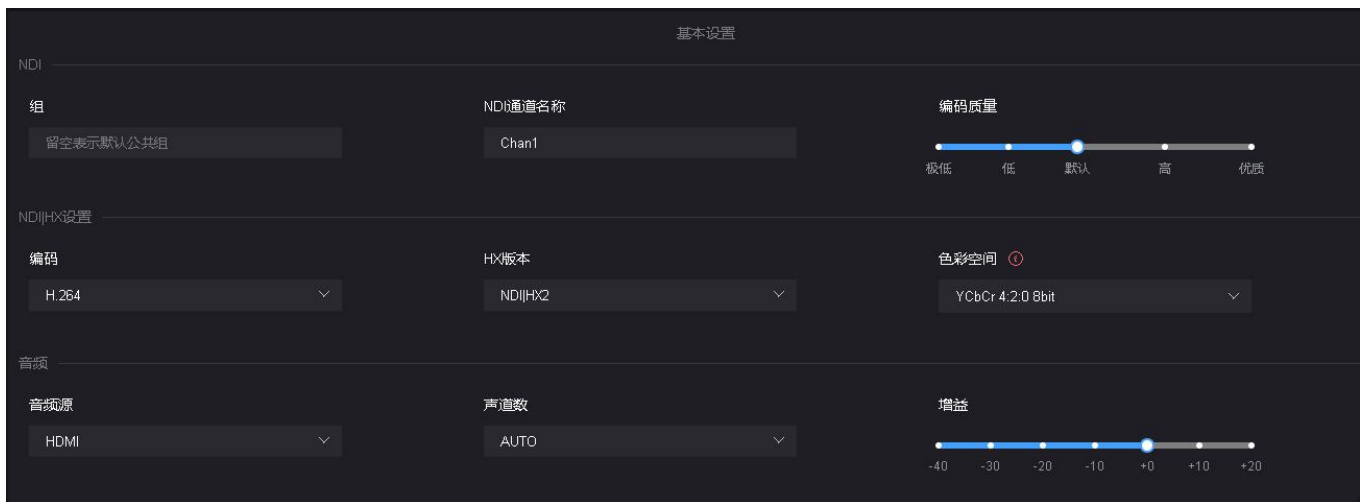 基本设置
NDI
组
NDI通道名称
编码质量
留空表示默认公共组
Chan1
极低
低
默认
高
优质
NDI|HX设置
编码
HX版本
色彩空间
H.264
NDI|HX2
YCbCr 4:2:0 8bit
音频
音频源
声道数
增益
HDMI
AUTO
-40
-30
-20
-10
+0
+10
+20